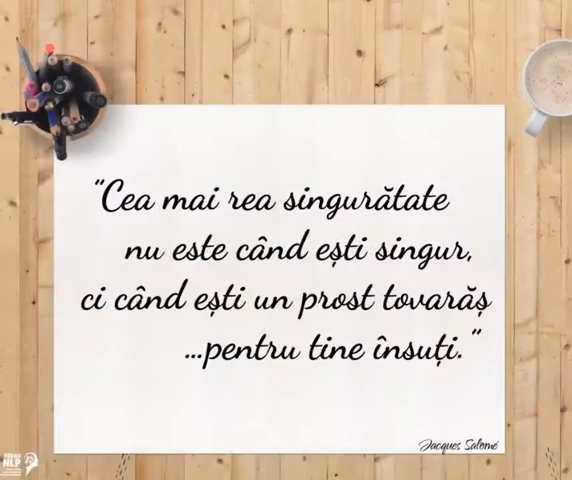 "Cea mai rea singurătate
nu este când ești singur,
ci când ești un prost tovarăș
...pentru tine însuți."
Jacques Salomé
NLP